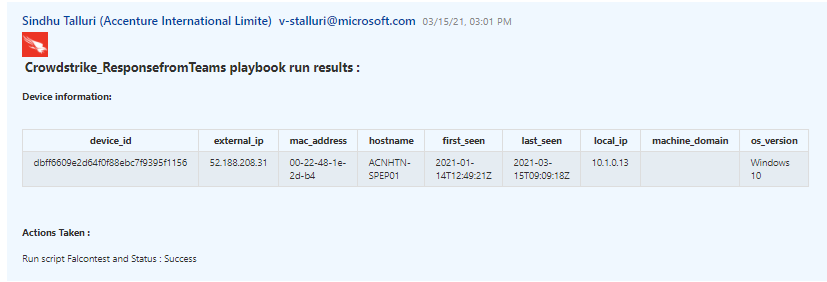 Sindhu Talluri (Accenture International Limite) v-stalluri@microsoft.com 03/15/21, 03:01 PM
Crowdstrike_ResponsefromTeams playbook run results :
Device information:
device_id external_ip mac_address hostname first_seen last_seen local_ip machine_domain os_version
dbff6609e2d64f0f88ebc7f9395f1156 52.188.208.31 00-22-48-1e- ACNHTN- 2021-01- 2021-03- 10.1.0.13 Windows
2d-b4 SPEP01 14T12:49:21Z 15T09:09:18Z 10
Actions Taken :
Run script Falcontest and Status : Success